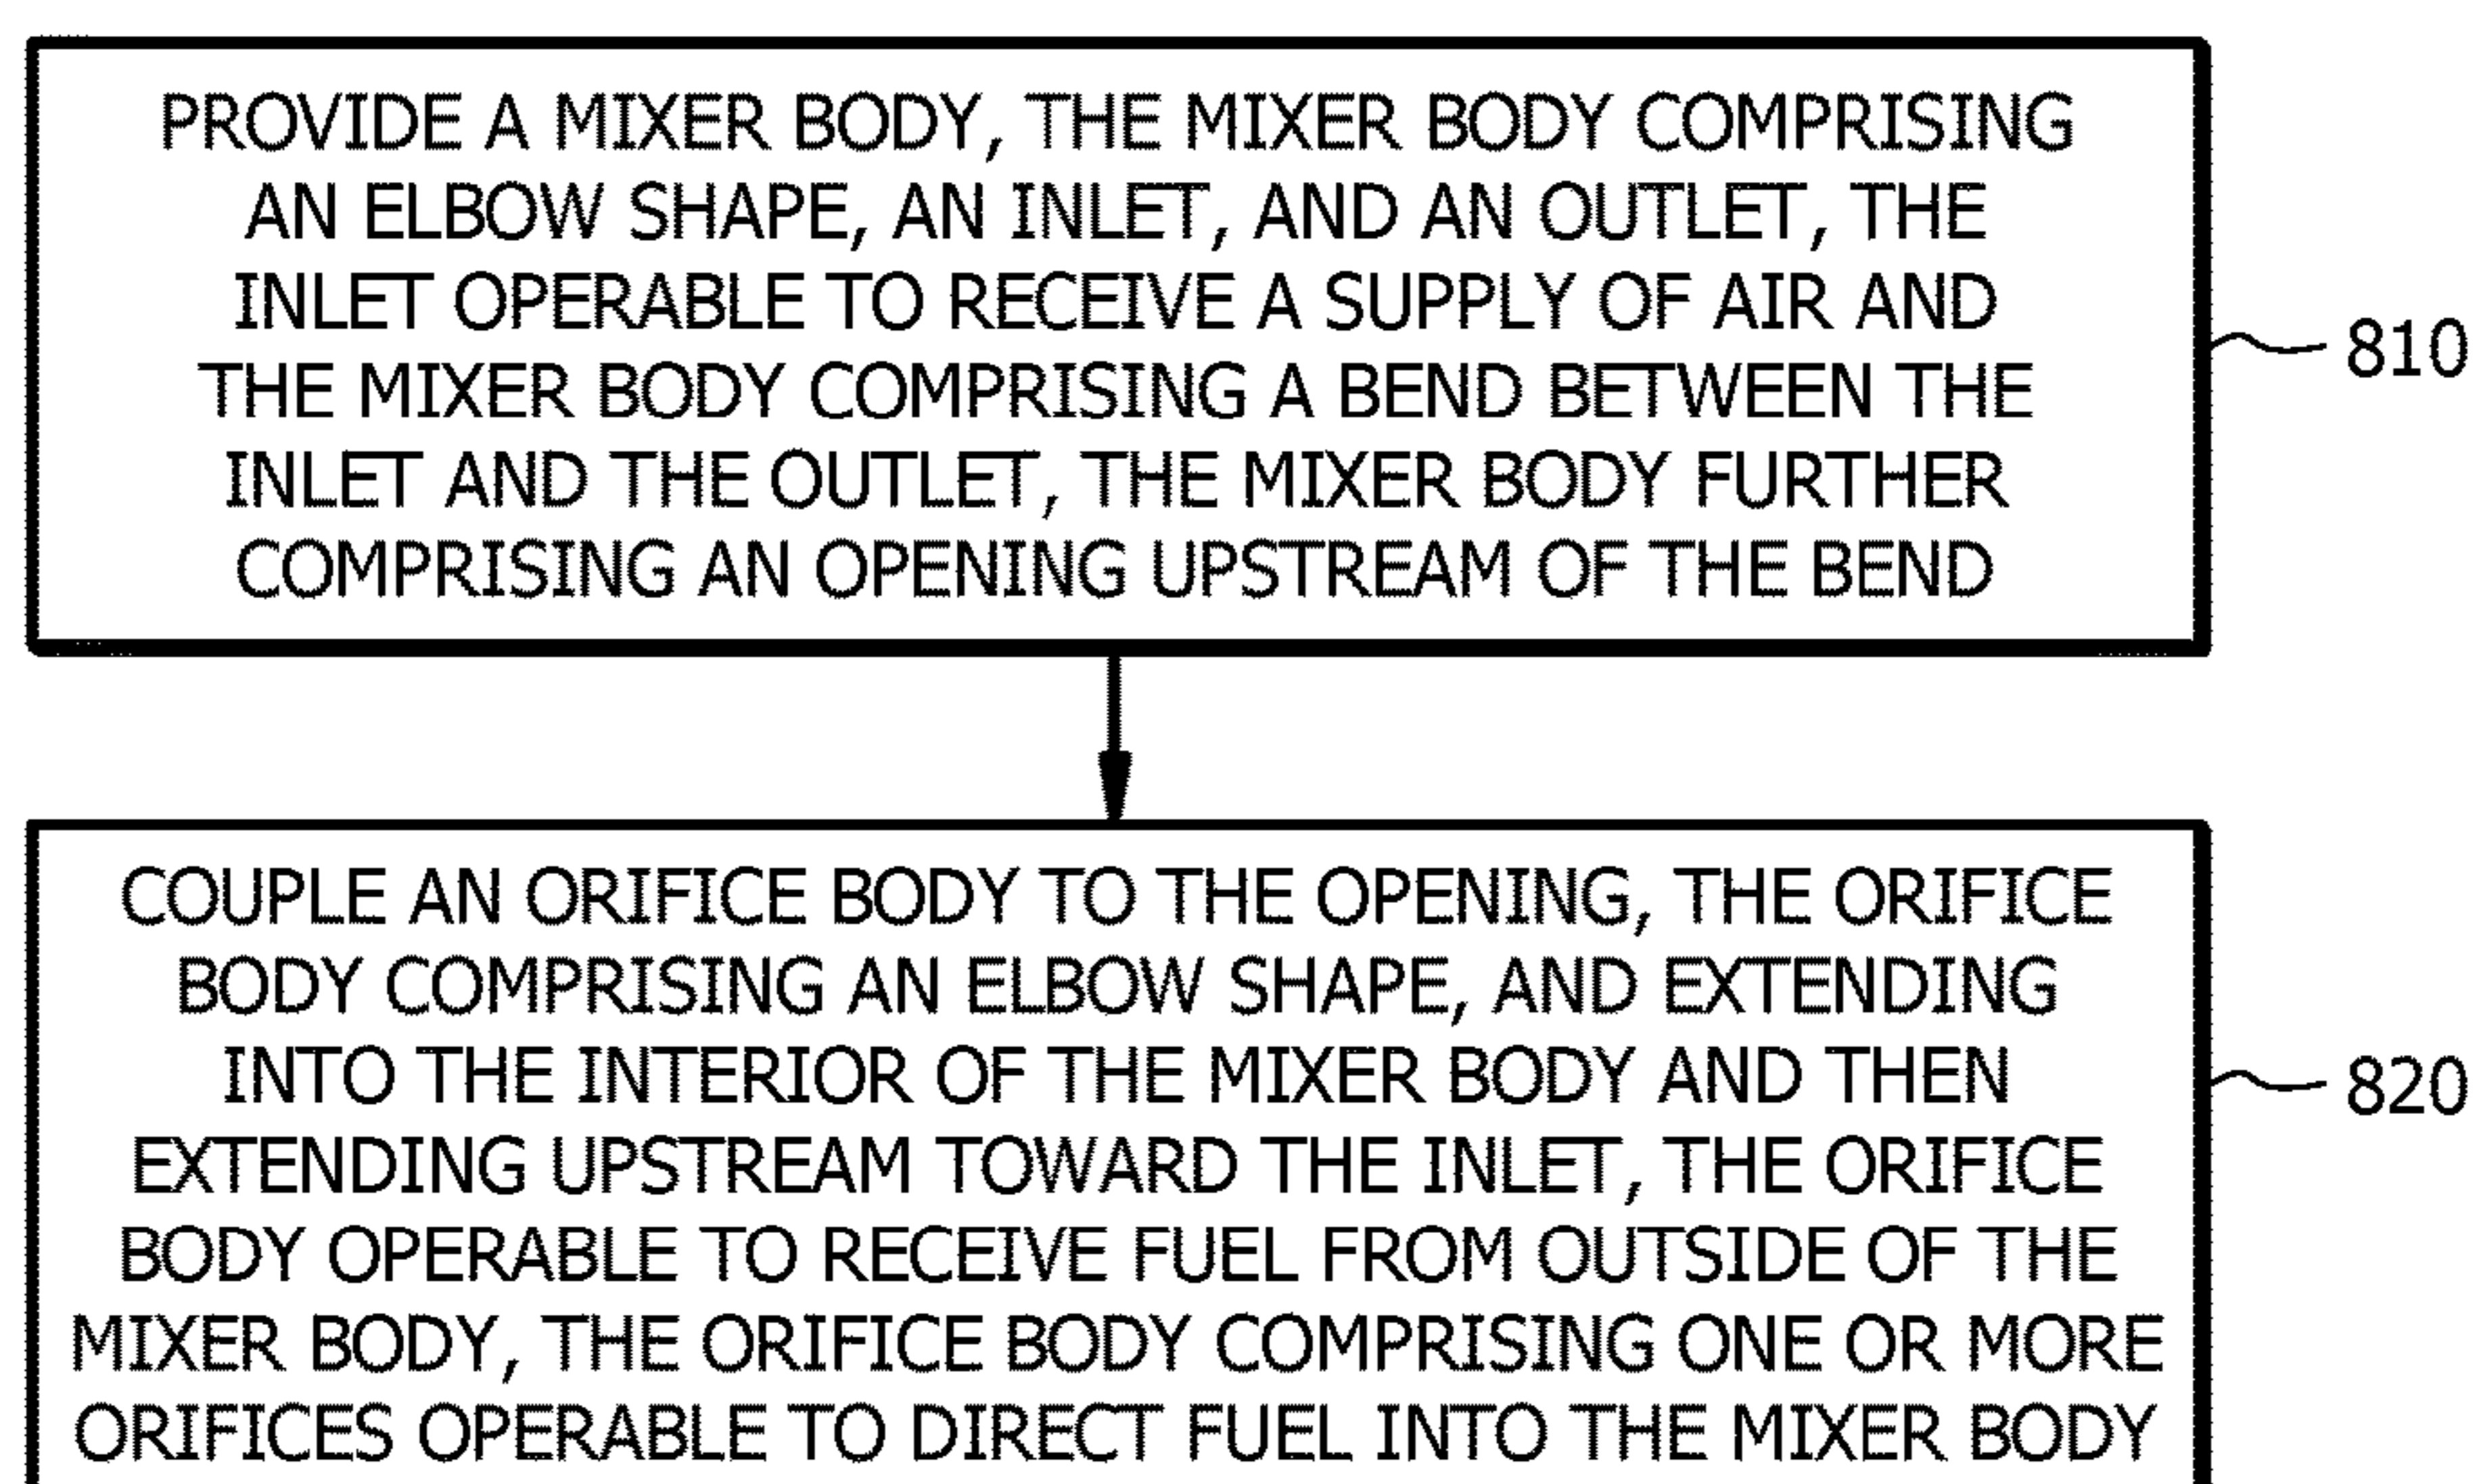 PROVIDE A MIXER BODY, THE MIXER BODY COMPRISING
AN ELBOW SHAPE, AN INLET, AND AN OUTLET, THE
INLET OPERABLE TO RECEIVE A SUPPLY OF AIR AND
THE MIXER BODY COMPRISING A BEND BETWEEN THE
INLET AND THE OUTLET, THE MIXER BODY FURTHER
COMPRISING AN OPENING UPSTREAM OF THE BEND
810
COUPLE AN ORIFICE BODY TO THE OPENING, THE ORIFICE
BODY COMPRISING AN ELBOW SHAPE, AND EXTENDING
INTO THE INTERIOR OF THE MIXER BODY AND THEN
EXTENDING UPSTREAM TOWARD THE INLET, THE ORIFICE
BODY OPERABLE TO RECEIVE FUEL FROM OUTSIDE OF THE
MIXER BODY, THE ORIFICE BODY COMPRISING ONE OR MORE
ORIFICES OPERABLE TO DIRECT FUEL INTO THE MIXER BODY
820